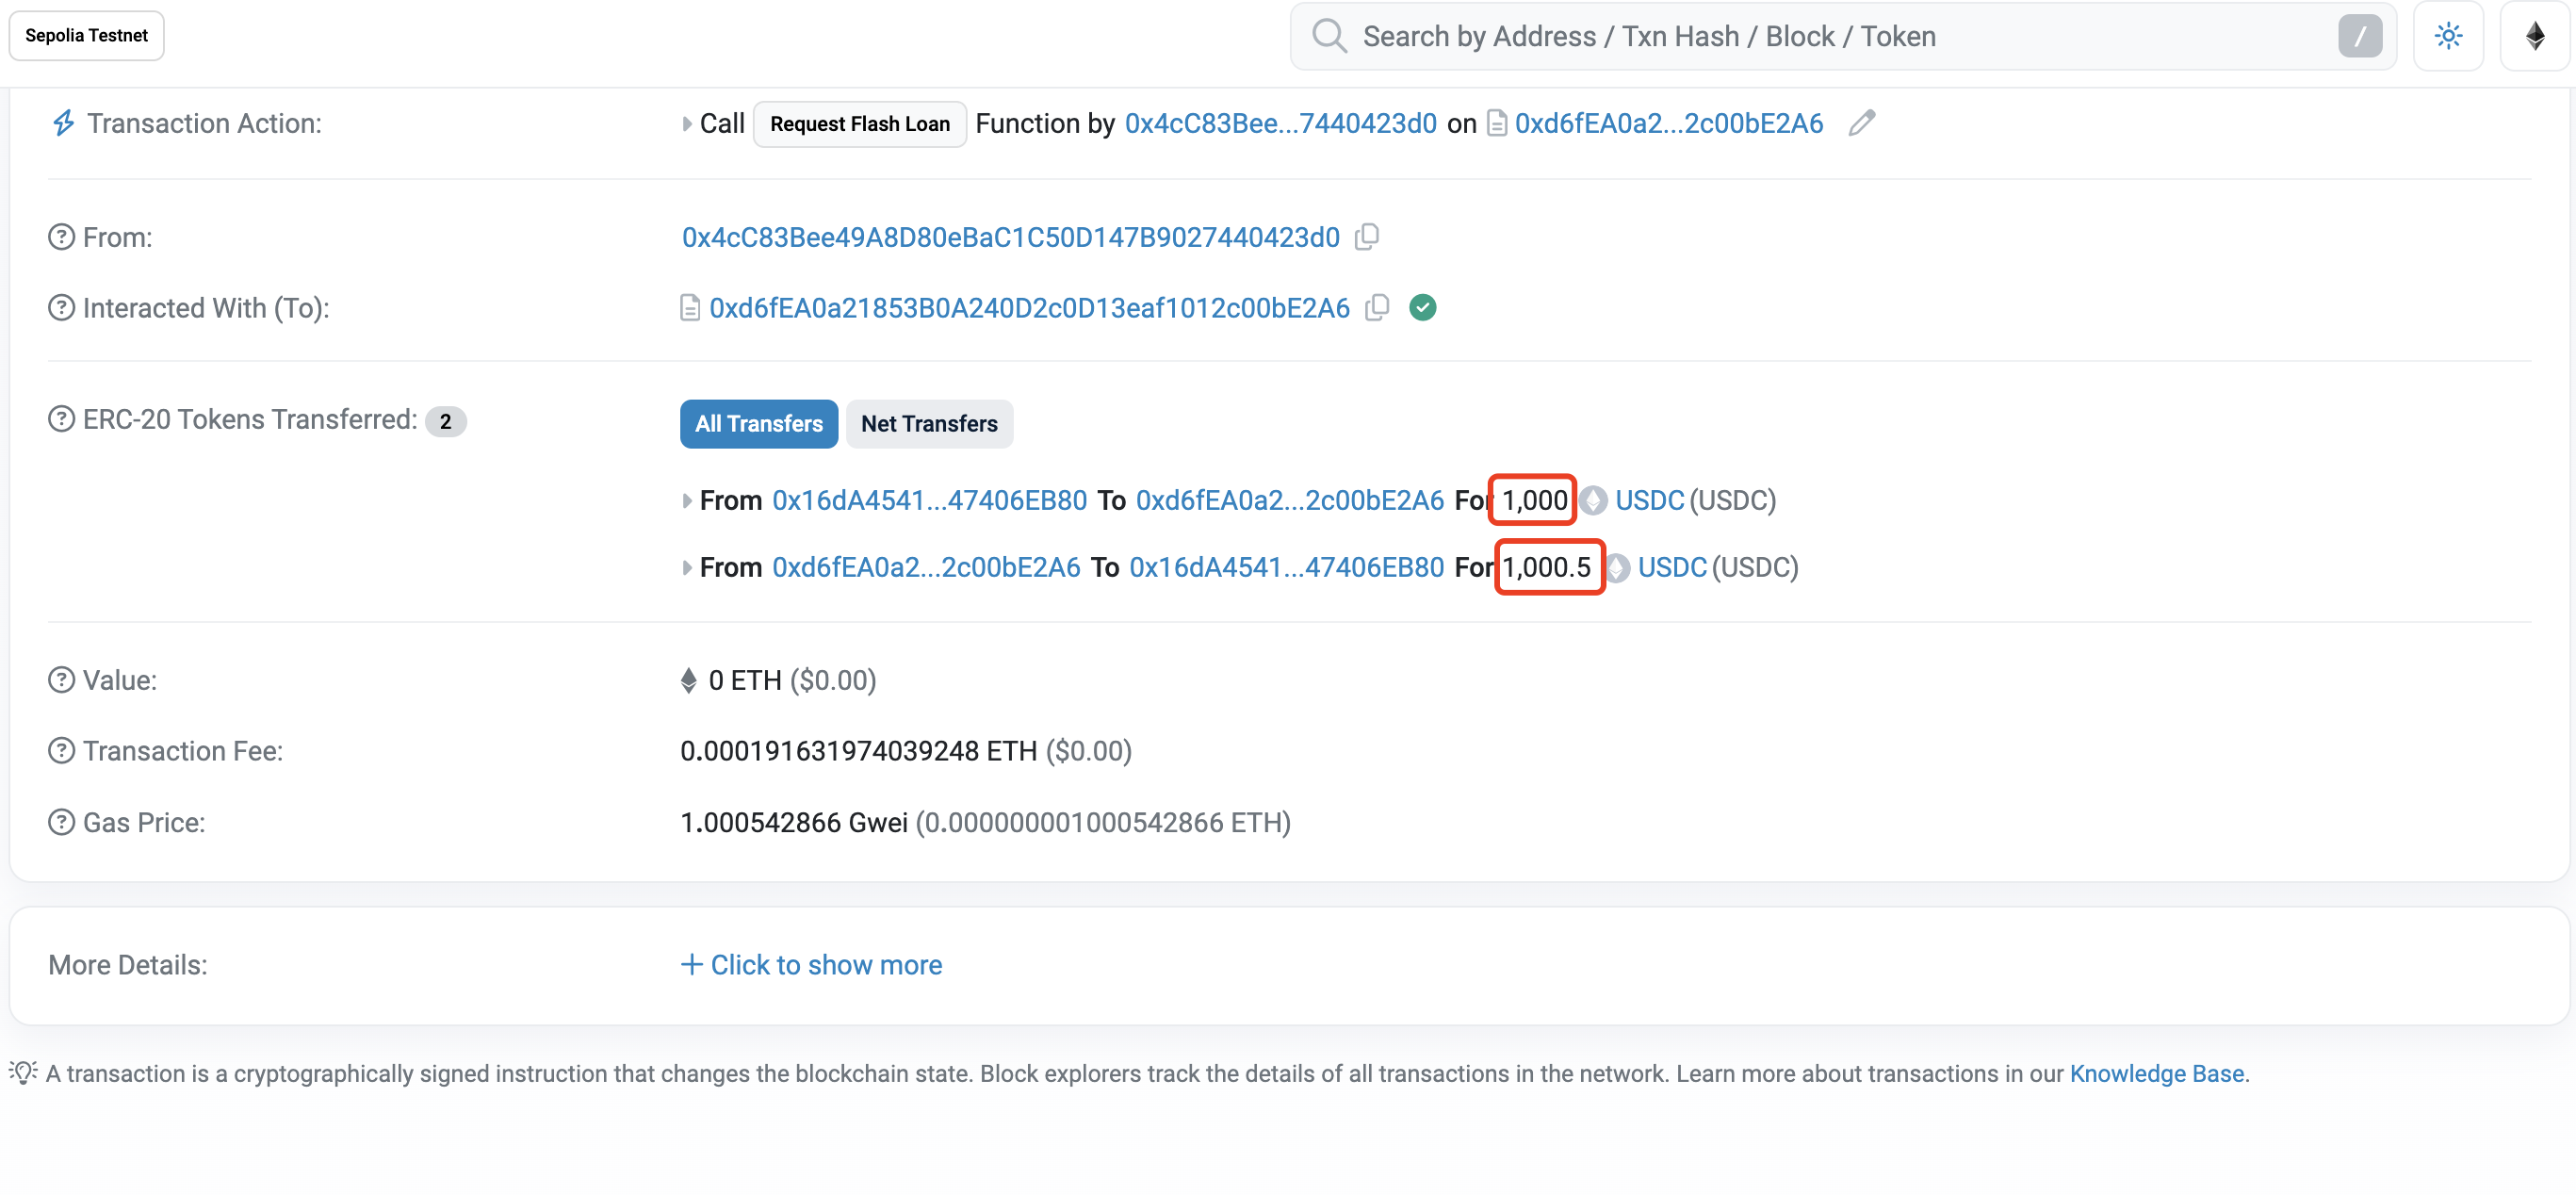 Sepolia Testnet
Search by Address / Txn Hash / Block / Token /
Transaction Action: Call Request Flash Loan Function by 0x4cC83Bee...7440423d0 on 0xd6fEA0a2...2c00bE2A6
From: 0x4cC83Bee49A8D80eBaC1C50D147B9027440423d0
Interacted With (To): 0xd6fEA0a21853B0A240D2c0D13eaf1012c00bE2A6
ERC-20 Tokens Transferred: 2 All Transfers Net Transfers
From 0x16dA4541...47406EB80 To 0xd6fEA0a2...2c00bE2A6 For 1,000 USDC (USDC)
From 0xd6fEA0a2...2c00bE2A6 To 0x16dA4541...47406EB80 For 1,000.5 USDC (USDC)
Value: 0 ETH ($0.00)
Transaction Fee: 0.000191631974039248 ETH ($0.00)
Gas Price: 1.000542866 Gwei (0.000000001000542866 ETH)
More Details: + Click to show more
A transaction is a cryptographically signed instruction that changes the blockchain state. Block explorers track the details of all transactions in the network. Learn more about transactions in our Knowledge Base.